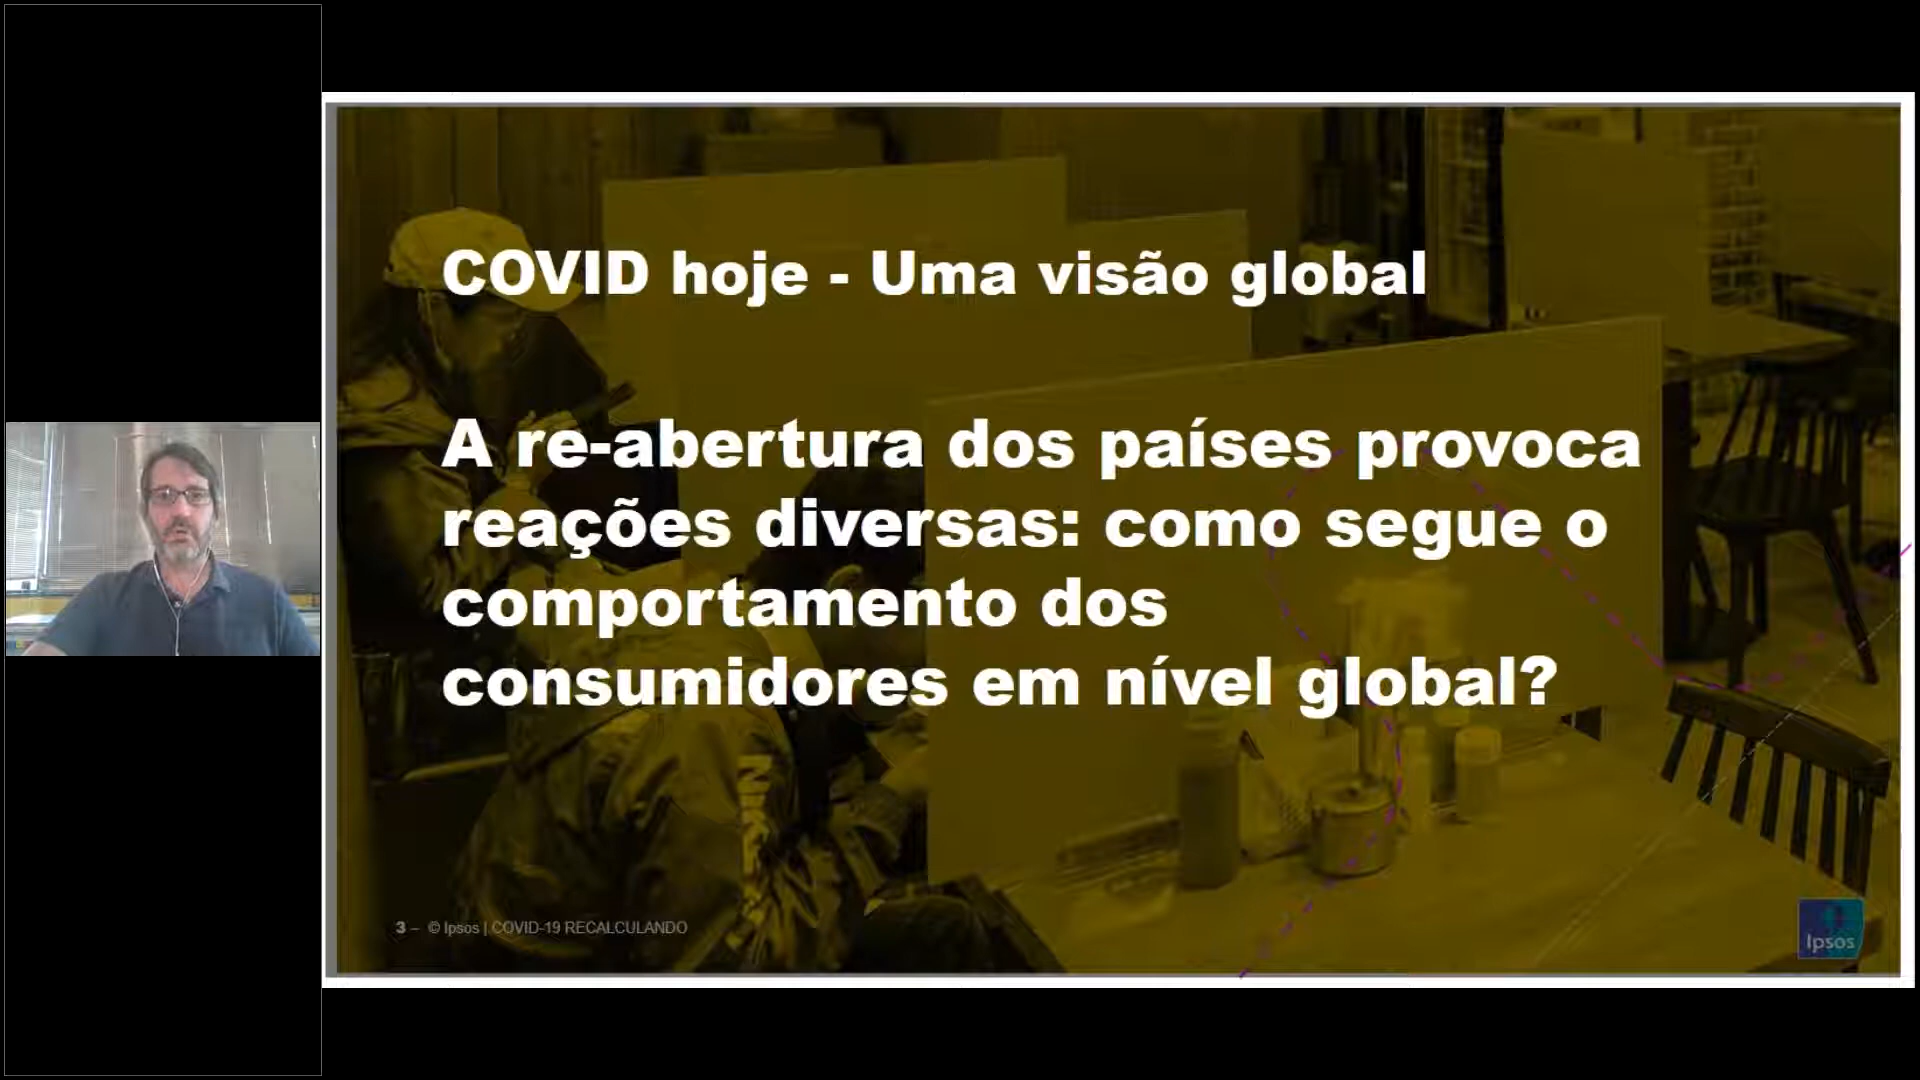 COVID hoje - Uma visão global
A re-abertura dos países provoca
reações diversas: como segue o
comportamento dos
consumidores em nível global?
3 – © Ipsos | COVID-19 RECALCULANDO
Ipsos